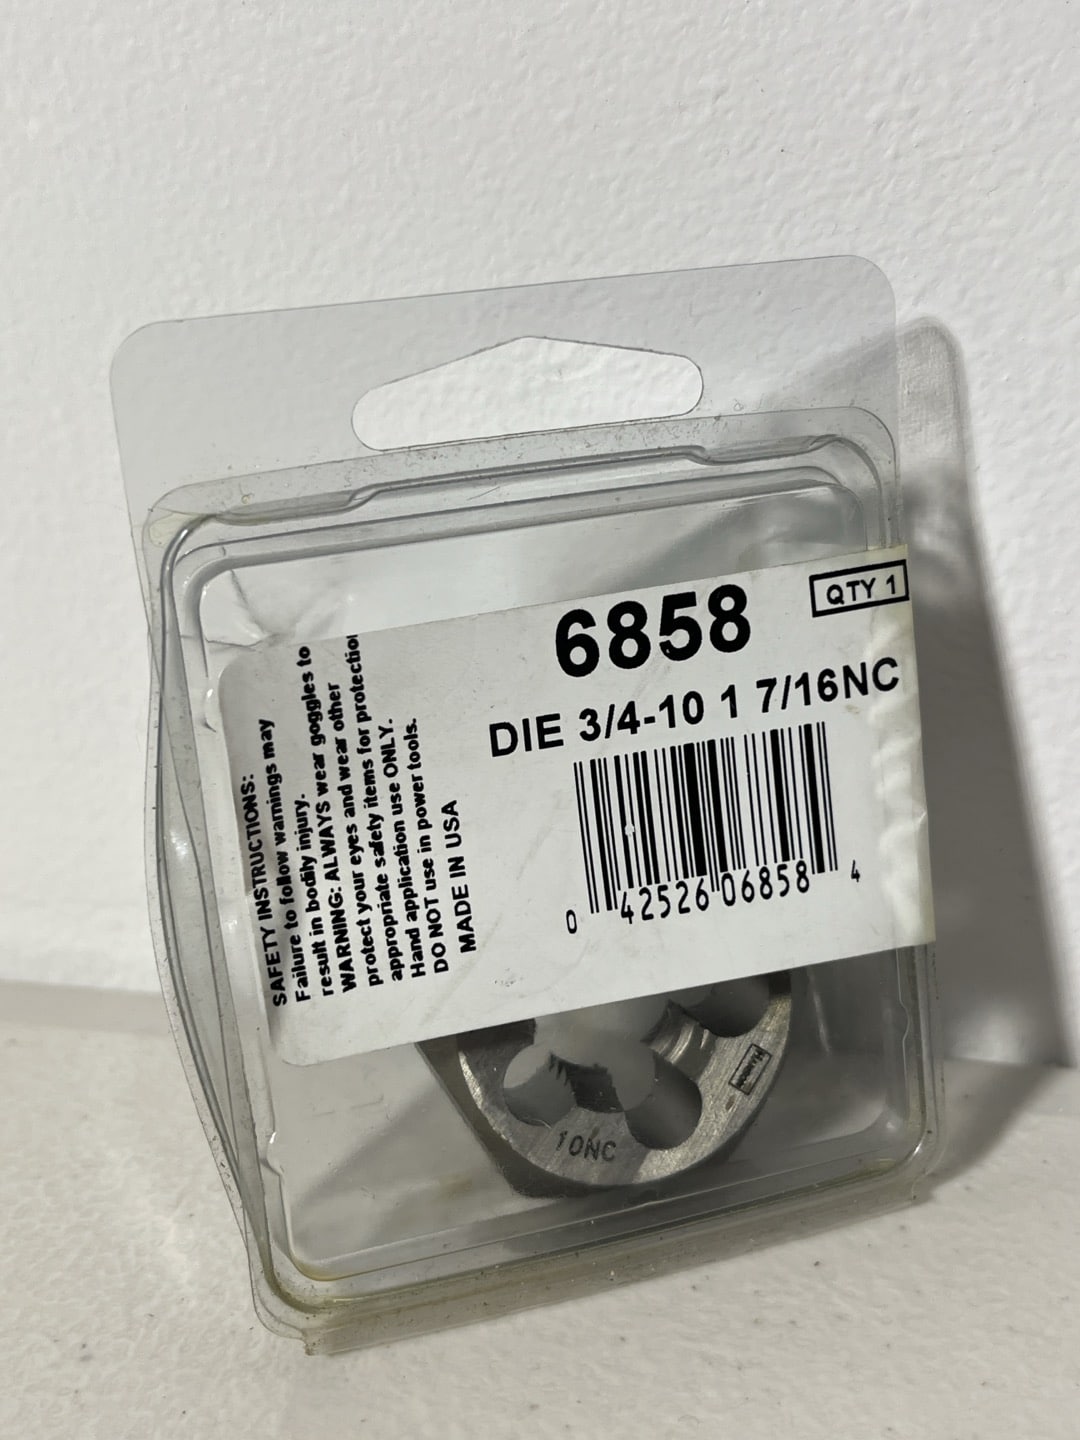 QTY 1
6858
DIE 3/4-10 1 7/16NC
0 42526 06858 4
SAFETY INSTRUCTIONS:
Failure to follow warnings may
result in bodily injury.
WARNING: ALWAYS wear goggles to
protect your eyes and wear other
appropriate safety items for protection
Hand application use ONLY.
DO NOT use in power tools.
MADE IN USA
HANSON
10NC